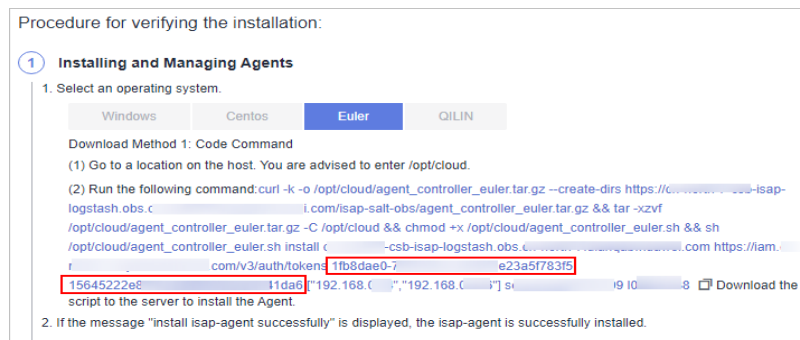 Procedure for verifying the installation:
1 Installing and Managing Agents
1. Select an operating system.
Windows Centos Euler QILIN
Download Method 1: Code Command
(1) Go to a location on the host. You are advised to enter /opt/cloud.
(2) Run the following command:curl -k -o /opt/cloud/agent_controller_euler.tar.gz --create-dirs https:// -isap-
logstash.obs. i.com/isap-salt-obs/agent_controller_euler.tar.gz && tar -xzvf
/opt/cloud/agent_controller_euler.tar.gz -C /opt/cloud && chmod +x /opt/cloud/agent_controller_euler.sh && sh
/opt/cloud/agent_controller_euler.sh install -csb-isap-logstash.obs. .com https://iam.
com/v3/auth/tokens 1fb8dae0-7 e23a5f783f5
15645222e8 41da6 ["192.168.0 ","192.168.0 "] Download the
script to the server to install the Agent.
2. If the message "install isap-agent successfully" is displayed, the isap-agent is successfully installed.